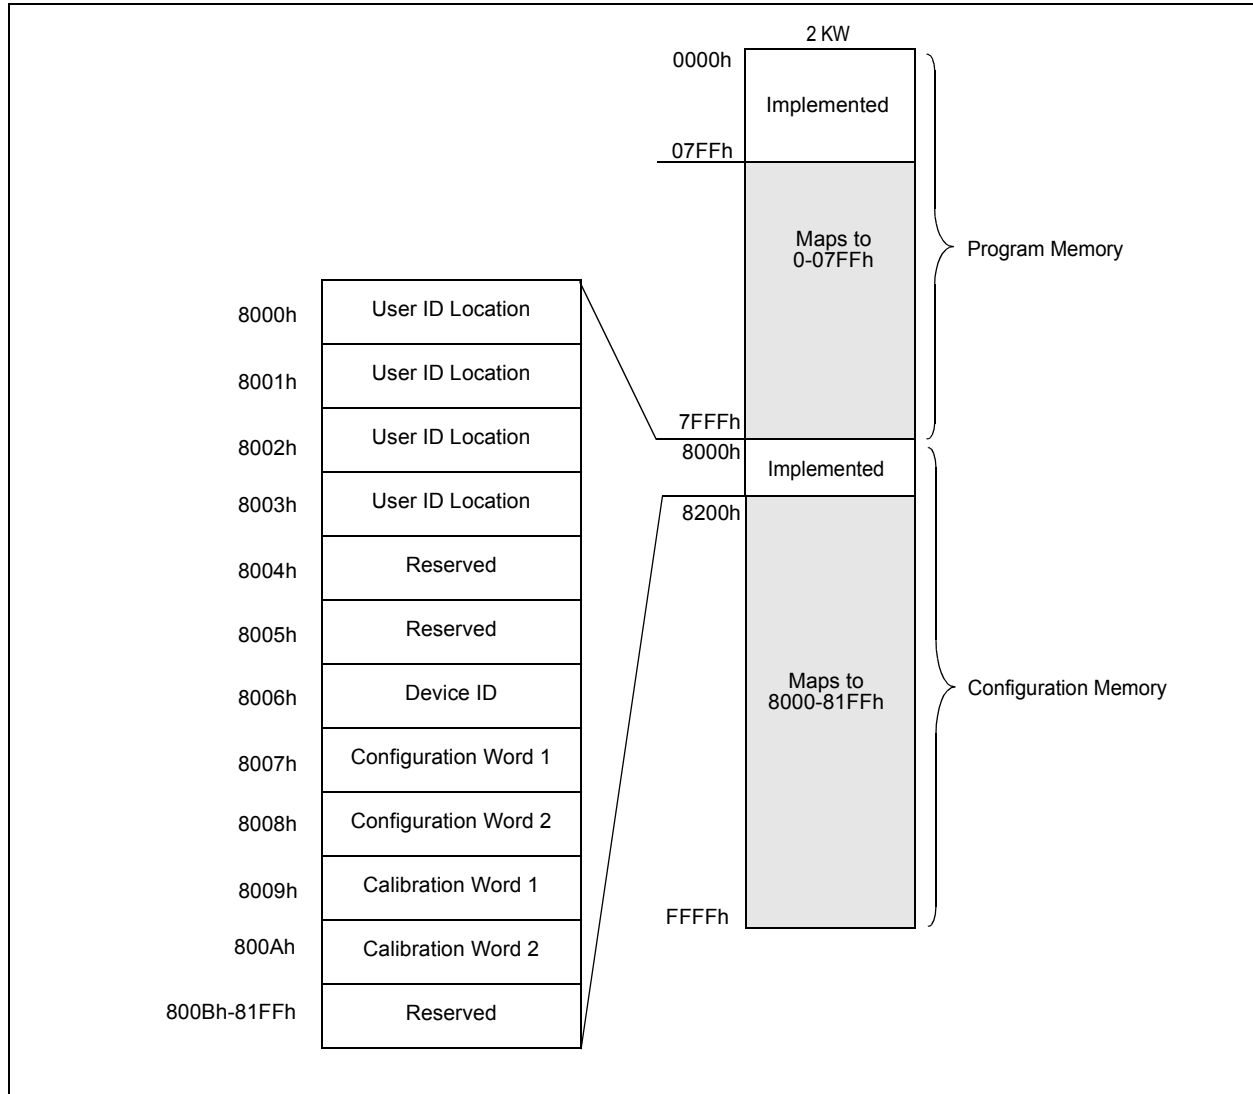 2 KW
0000h
Implemented
07FFh
Maps to
0-07FFh
Program Memory
7FFFh
8000h
Implemented
8200h
Maps to
8000-81FFh
Configuration Memory
FFFFh
8000h User ID Location
8001h User ID Location
8002h User ID Location
8003h User ID Location
8004h Reserved
8005h Reserved
8006h Device ID
8007h Configuration Word 1
8008h Configuration Word 2
8009h Calibration Word 1
800Ah Calibration Word 2
800Bh-81FFh Reserved